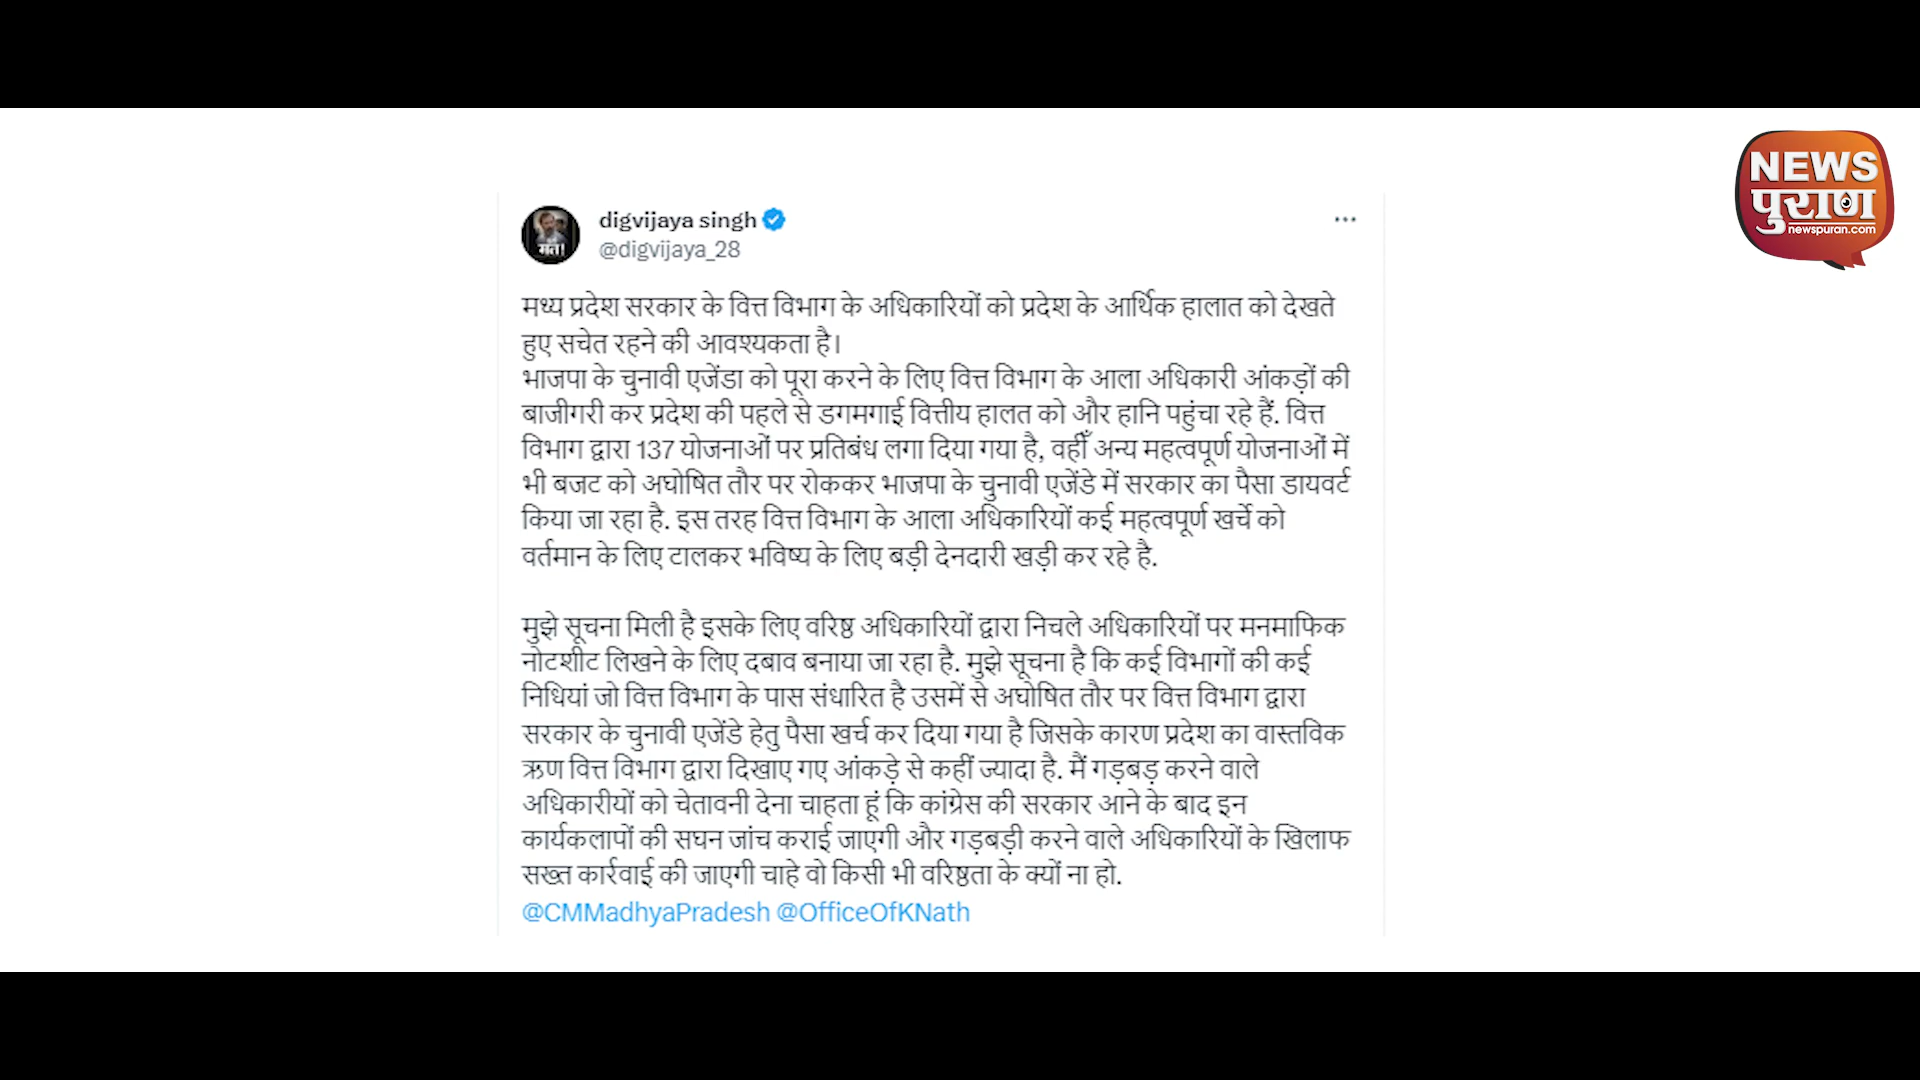 NEWS
पुराण
newspuran.com
digvijaya singh
@digvijaya_28
मत!
मध्य प्रदेश सरकार के वित्त विभाग के अधिकारियों को प्रदेश के आर्थिक हालात को देखते
हुए सचेत रहने की आवश्यकता है।
भाजपा के चुनावी एजेंडा को पूरा करने के लिए वित्त विभाग के आला अधिकारी आंकड़ों की
बाजीगरी कर प्रदेश की पहले से डगमगाई वित्तीय हालत को और हानि पहुंचा रहे हैं. वित्त
विभाग द्वारा 137 योजनाओं पर प्रतिबंध लगा दिया गया है, वहीँ अन्य महत्वपूर्ण योजनाओं में
भी बजट को अघोषित तौर पर रोककर भाजपा के चुनावी एजेंडे में सरकार का पैसा डायवर्ट
किया जा रहा है. इस तरह वित्त विभाग के आला अधिकारियों कई महत्वपूर्ण खर्चे को
वर्तमान के लिए टालकर भविष्य के लिए बड़ी देनदारी खड़ी कर रहे है.
मुझे सूचना मिली है इसके लिए वरिष्ठ अधिकारियों द्वारा निचले अधिकारियों पर मनमाफिक
नोटशीट लिखने के लिए दबाव बनाया जा रहा है. मुझे सूचना है कि कई विभागों की कई
निधियां जो वित्त विभाग के पास संधारित है उसमें से अघोषित तौर पर वित्त विभाग द्वारा
सरकार के चुनावी एजेंडे हेतु पैसा खर्च कर दिया गया है जिसके कारण प्रदेश का वास्तविक
ऋण वित्त विभाग द्वारा दिखाए गए आंकड़े से कहीं ज्यादा है. मैं गड़बड़ करने वाले
अधिकारीयों को चेतावनी देना चाहता हूं कि कांग्रेस की सरकार आने के बाद इन
कार्यकलापों की सघन जांच कराई जाएगी और गड़बड़ी करने वाले अधिकारियों के खिलाफ
सख्त कार्रवाई की जाएगी चाहे वो किसी भी वरिष्ठता के क्यों ना हो.
@CMMadhyaPradesh @OfficeOfKNath